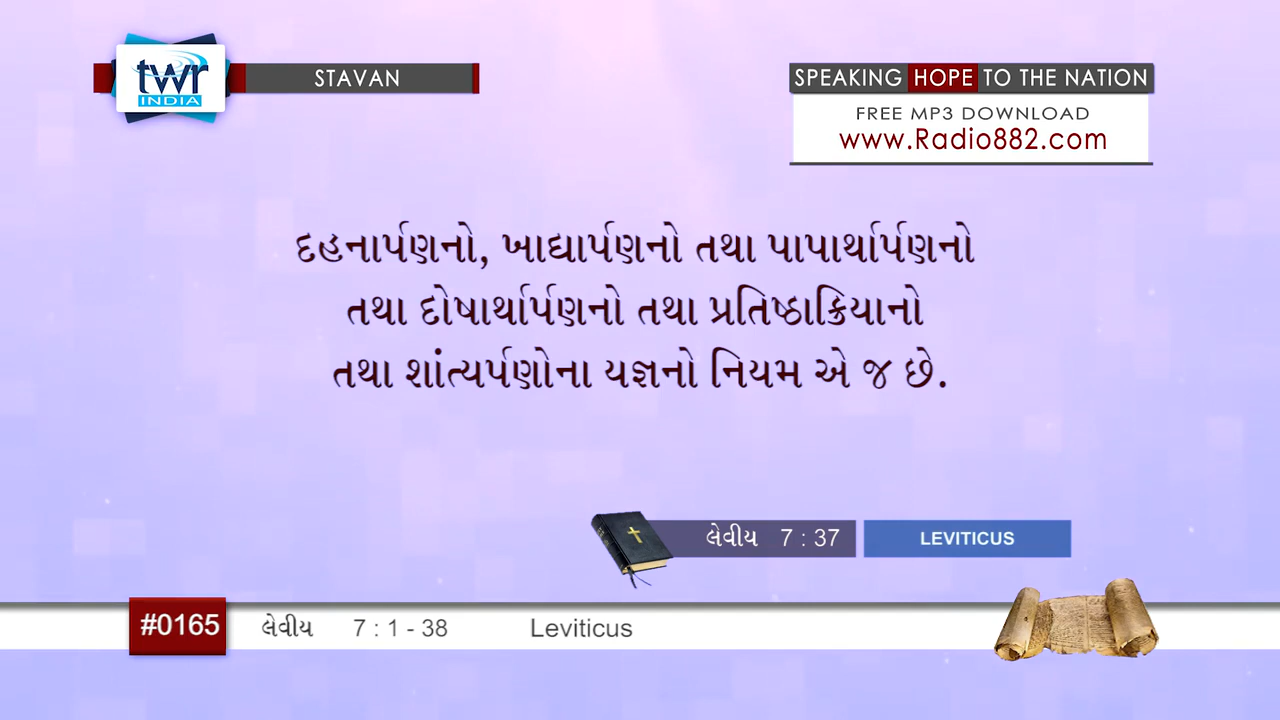 twr
INDIA
STAVAN
SPEAKING HOPE TO THE NATION
FREE MP3 DOWNLOAD
www.Radio882.com
દહનાર્પણનો, ખાદ્યાર્પણનો તથા પાપાર્થાર્પણનો
તથા દોષાર્થાર્પણનો તથા પ્રતિષ્ઠાક્રિયાનો
તથા શાંત્યર્પણોના યજ્ઞનો નિયમ એ જ છે.
લેવીય 7 : 37 LEVITICUS
#0165 લેવીય 7 : 1 - 38 Leviticus